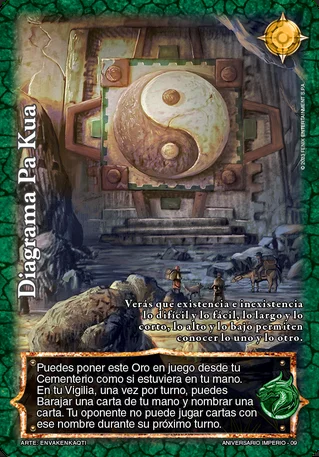 Diagrama Pa Kua
© 2023 FENIX ENTERTAINMENT S.P.A.
Verás que existencia e inexistencia
lo difícil y lo fácil, lo largo y lo
corto, lo alto y lo bajo permiten
conocer lo uno y lo otro.
Puedes poner este Oro en juego desde tu
Cementerio como si estuviera en tu mano.
En tu Vigilia, una vez por turno, puedes
Barajar una carta de tu mano y nombrar una
carta. Tu oponente no puede jugar cartas con
ese nombre durante su próximo turno.
ARTE: ENVAKENKAQTI
ANIVERSARIO IMPERIO - 09